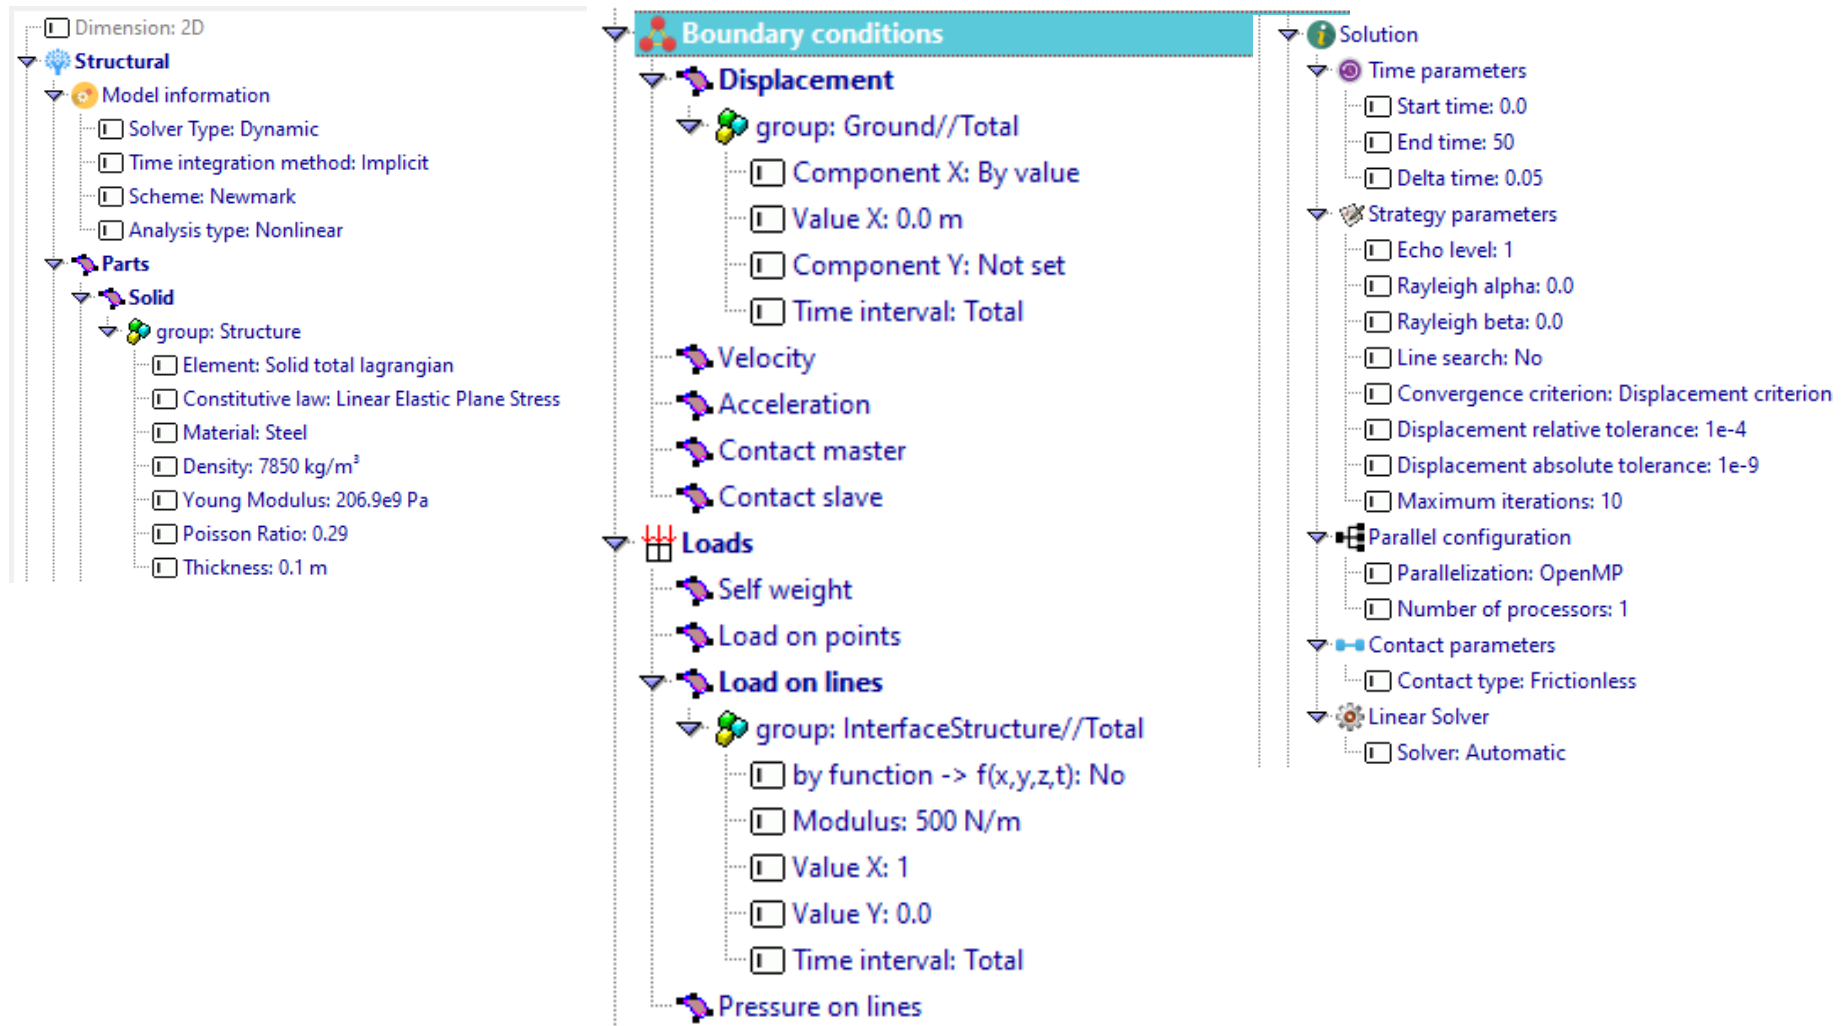 Dimension: 2D
Structural
Model information
Solver Type: Dynamic
Time integration method: Implicit
Scheme: Newmark
Analysis type: Nonlinear
Parts
Solid
group: Structure
Element: Solid total lagrangian
Constitutive law: Linear Elastic Plane Stress
Material: Steel
Density: 7850 kg/m³
Young Modulus: 206.9e9 Pa
Poisson Ratio: 0.29
Thickness: 0.1 m
Boundary conditions
Displacement
group: Ground//Total
Component X: By value
Value X: 0.0 m
Component Y: Not set
Time interval: Total
Velocity
Acceleration
Contact master
Contact slave
Loads
Self weight
Load on points
Load on lines
group: InterfaceStructure//Total
by function -> f(x,y,z,t): No
Modulus: 500 N/m
Value X: 1
Value Y: 0.0
Time interval: Total
Pressure on lines
Solution
Time parameters
Start time: 0.0
End time: 50
Delta time: 0.05
Strategy parameters
Echo level: 1
Rayleigh alpha: 0.0
Rayleigh beta: 0.0
Line search: No
Convergence criterion: Displacement criterion
Displacement relative tolerance: 1e-4
Displacement absolute tolerance: 1e-9
Maximum iterations: 10
Parallel configuration
Parallelization: OpenMP
Number of processors: 1
Contact parameters
Contact type: Frictionless
Linear Solver
Solver: Automatic